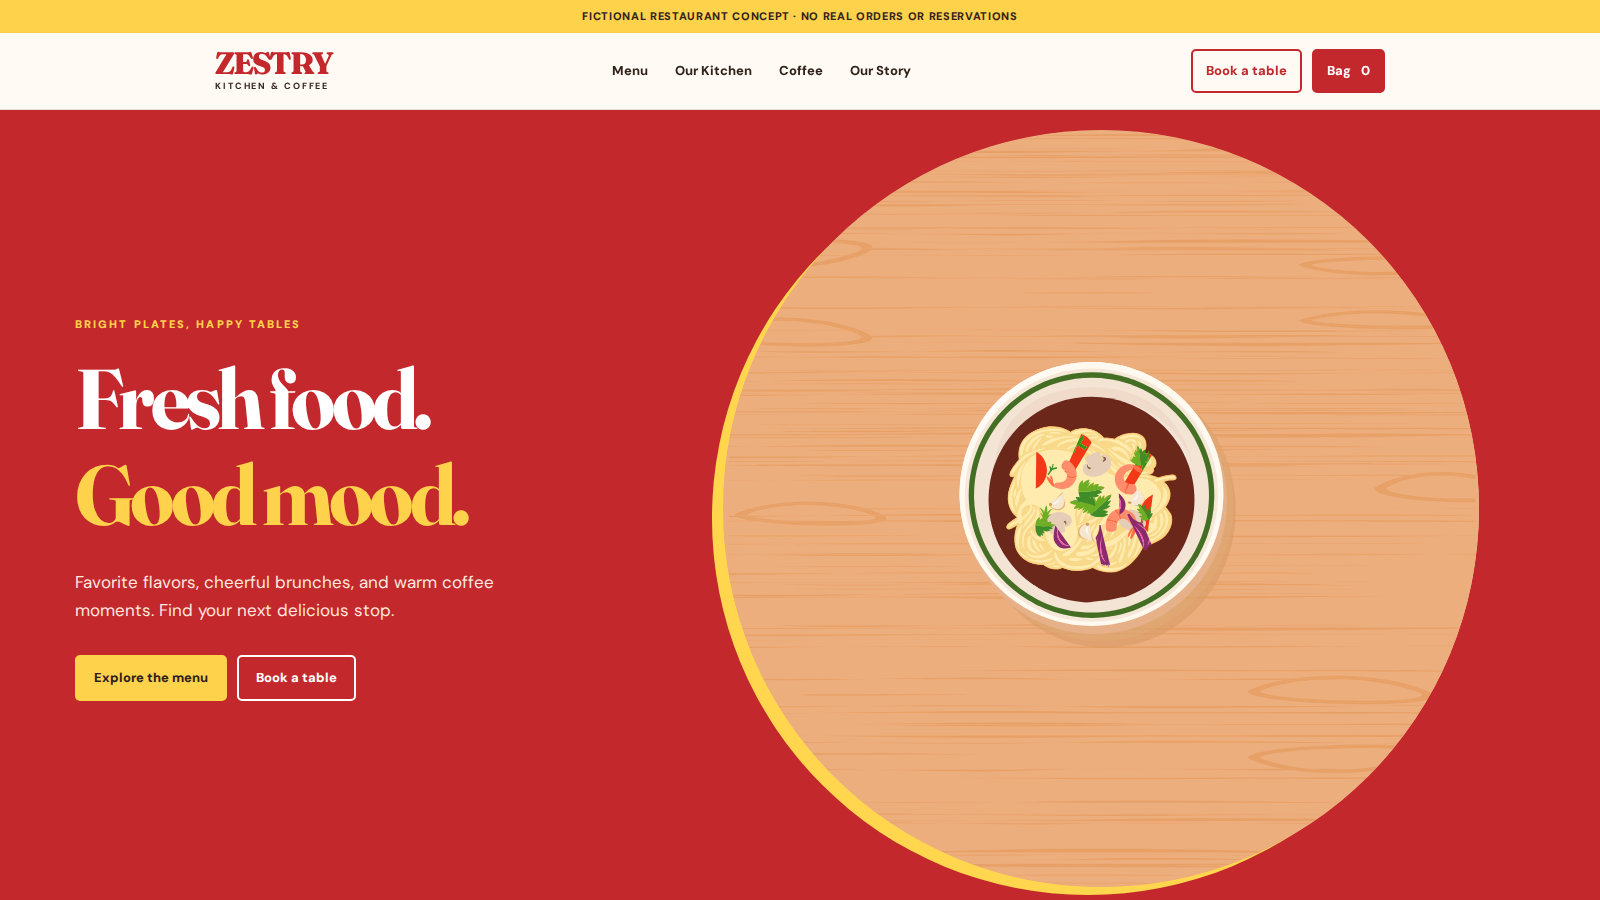 FICTIONAL RESTAURANT CONCEPT · NO REAL ORDERS OR RESERVATIONS
ZESTRY
KITCHEN & COFFEE
Menu
Our Kitchen
Coffee
Our Story
Book a table
Bag 0
BRIGHT PLATES, HAPPY TABLES
Fresh food.
Good mood.
Favorite flavors, cheerful brunches, and warm coffee
moments. Find your next delicious stop.
Explore the menu
Book a table